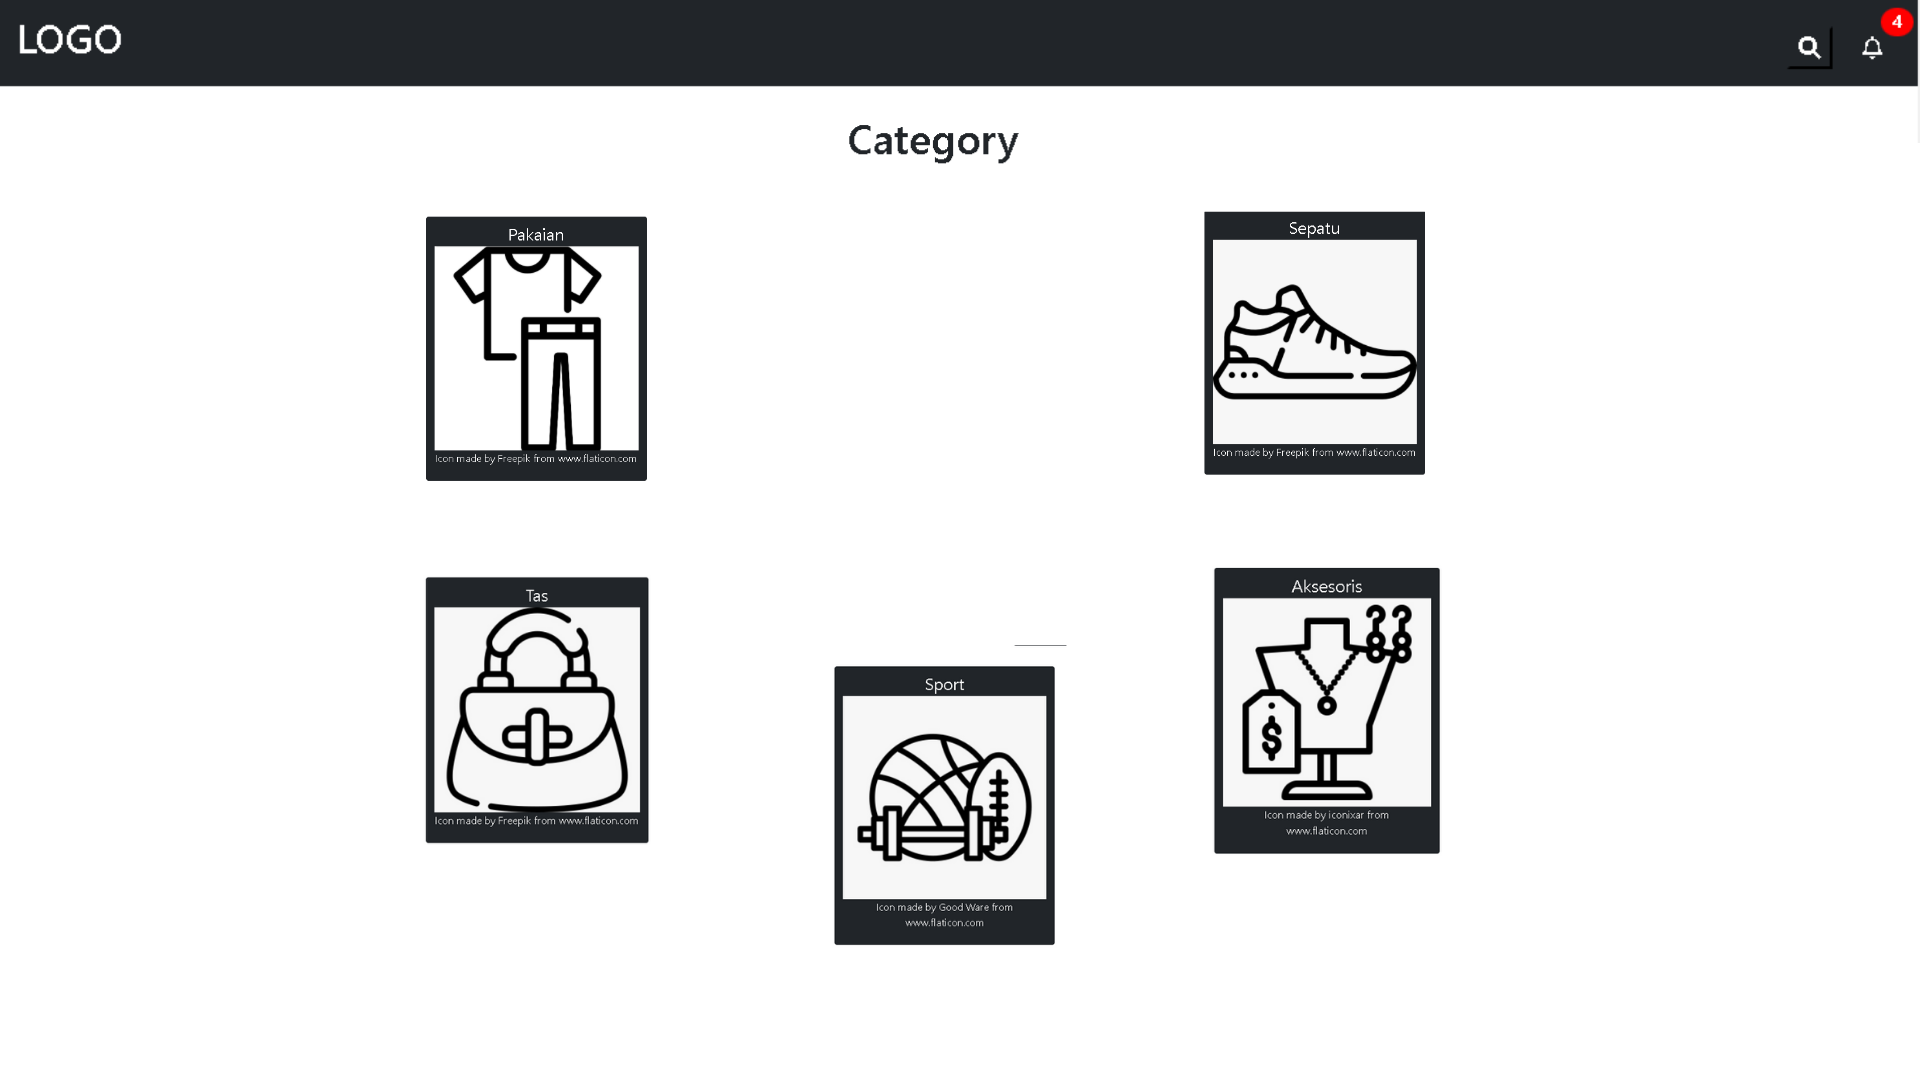 LOGO
4
Category
Pakaian
Icon made by Freepik from www.flaticon.com
Sepatu
Icon made by Freepik from www.flaticon.com
Tas
Icon made by Freepik from www.flaticon.com
Sport
Icon made by Good Ware from
www.flaticon.com
Aksesoris
$
Icon made by iconixar from
www.flaticon.com